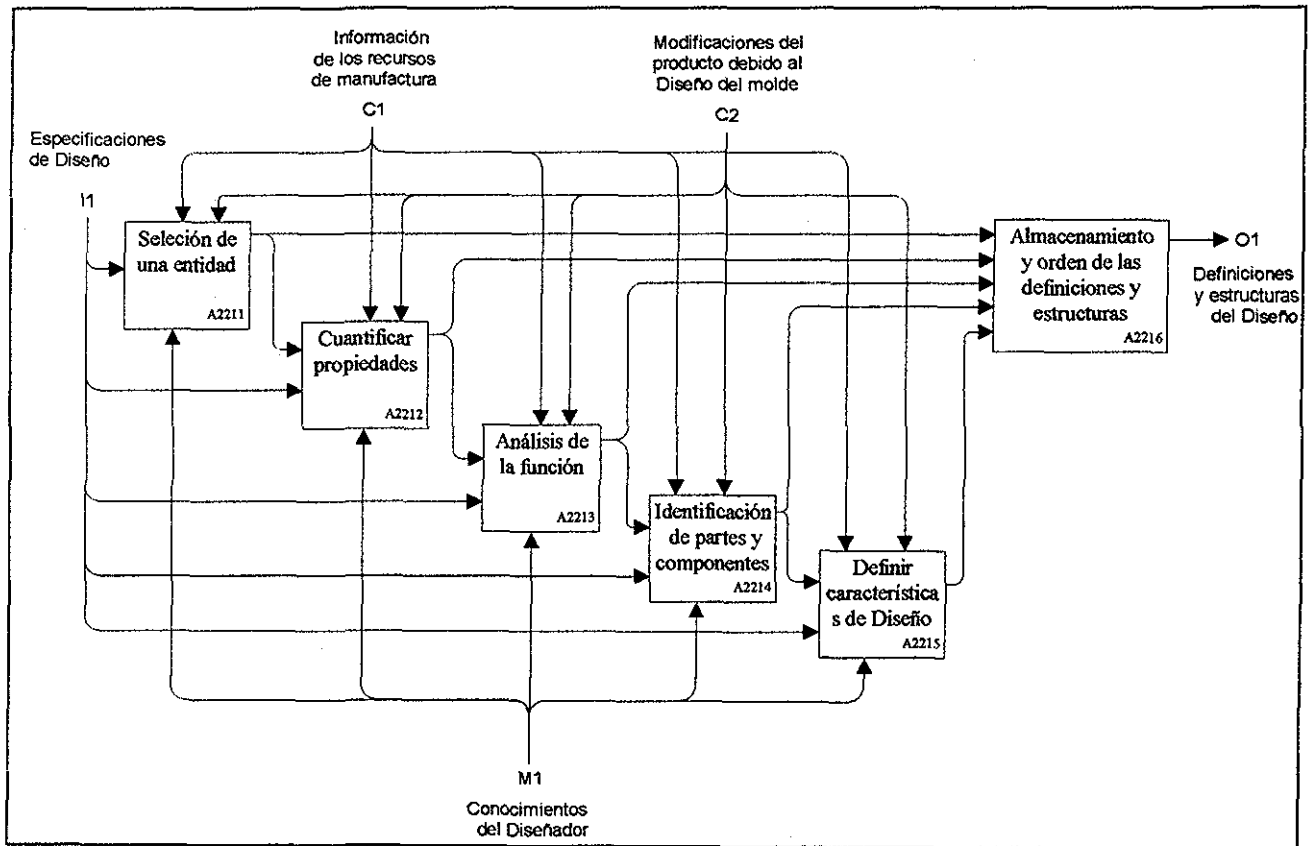 Información
de los recursos
de manufactura
C1
Modificaciones del
producto debido al
Diseño del molde
C2
Especificaciones
de Diseño
I1
Seleción de
una entidad
A2211
Cuantificar
propiedades
A2212
Análisis de
la función
A2213
Identificación
de partes y
componentes
A2214
Definir
característica
s de Diseño
A2215
Almacenamiento
y orden de las
definiciones y
estructuras
A2216
O1
Definiciones
y estructuras
del Diseño
M1
Conocimientos
del Diseñador